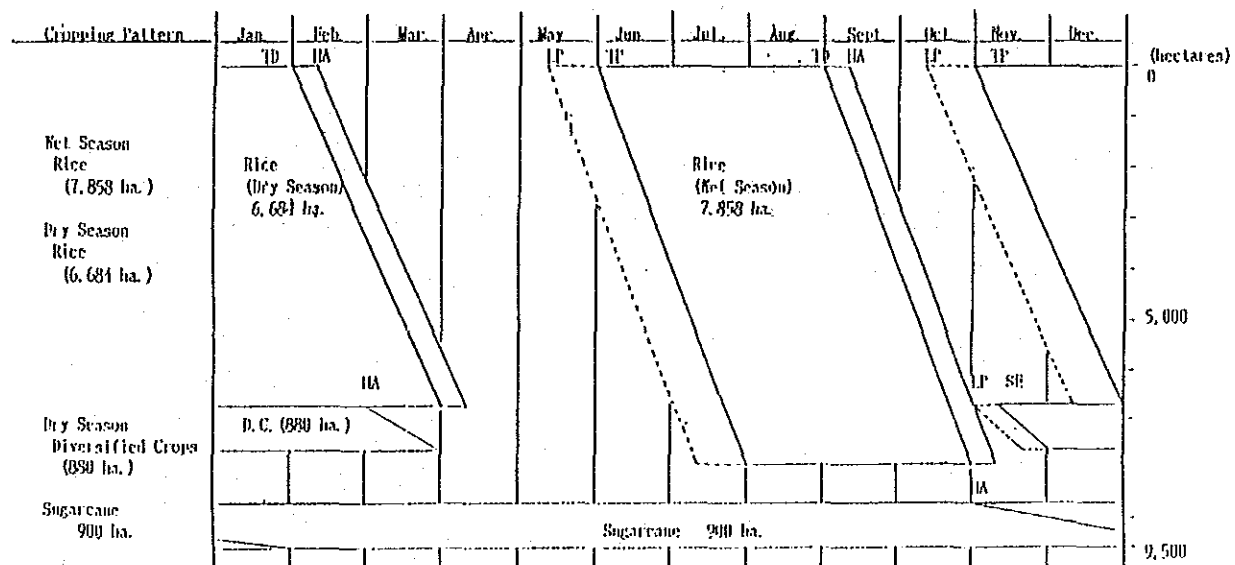 Cropping Pattern Jan. Feb. Mar. Apr. May Jun. Jul. Aug. Sept Oct Nov. Dec.
TD HA LP TP TD HA LP TP (hectares)
0
Wet Season
Rice
(7,858 ha.)
Rice
(Dry Season)
6,684 ha.
Rice
(Wet Season)
7,858 ha.
Dry Season
Rice
(6,684 ha.)
5,000
HA LP SH
D.C. (880 ha.)
Dry Season
Diversified Crops
(880 ha.)
HA
Sugarcane
900 ha.
Sugarcane 900 ha.
9,500